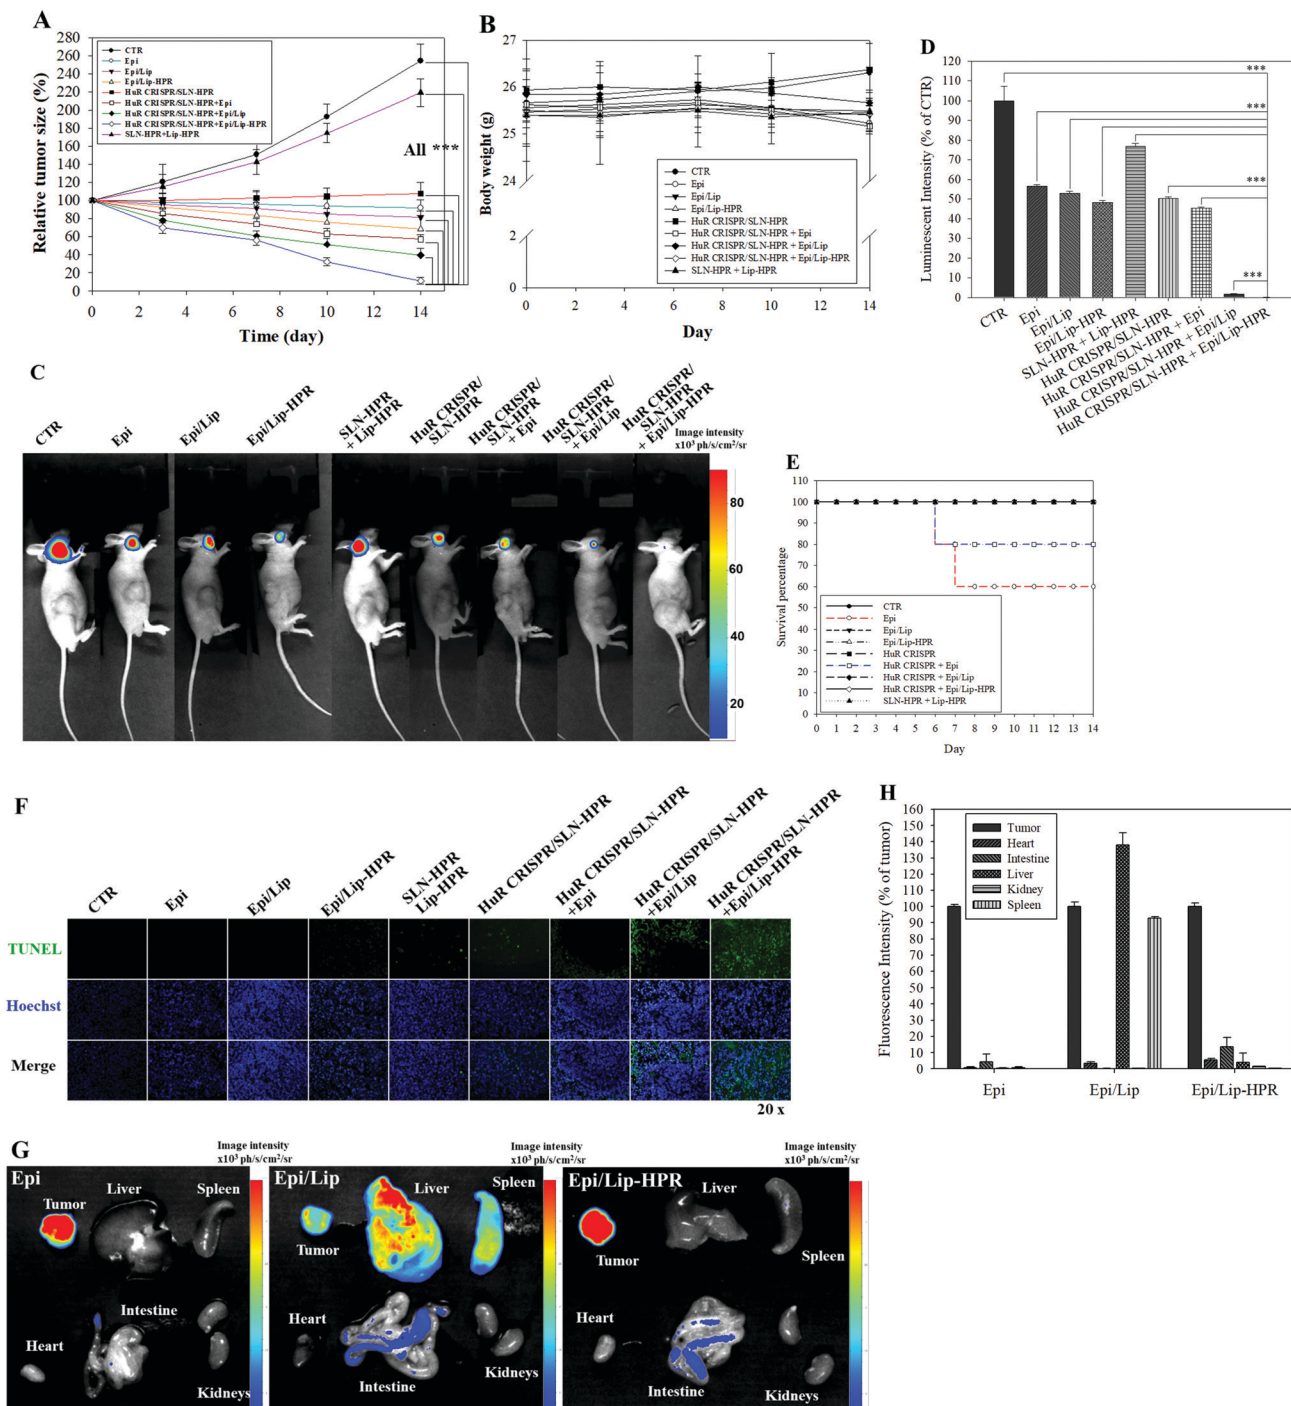 A
Relative tumor size (%)
280
260
240
220
200
180
160
140
120
100
80
60
40
20
0
CTR
Epi
Epi/Lip
Epi/Lip-HPR
HuR CRISPR/SLN-HPR
HuR CRISPR/SLN-HPR+Epi
HuR CRISPR/SLN-HPR+Epi/Lip
HuR CRISPR/SLN-HPR+Epi/Lip-HPR
SLN-HPR+Lip-HPR
All ***
0 2 4 6 8 10 12 14
Time (day)
B
Body weight (g)
27
26
25
24
2
0
CTR
Epi
Epi/Lip
Epi/Lip-HPR
HuR CRISPR/SLN-HPR
HuR CRISPR/SLN-HPR + Epi
HuR CRISPR/SLN-HPR + Epi/Lip
HuR CRISPR/SLN-HPR + Epi/Lip-HPR
SLN-HPR + Lip-HPR
0 2 4 6 8 10 12 14
Day
D
Luminescent Intensity (% of CTR)
120
110
100
90
80
70
60
50
40
30
20
10
0
***
***
***
***
CTR
Epi
Epi/Lip
Epi/Lip-HPR
SLN-HPR + Lip-HPR
HuR CRISPR/SLN-HPR
HuR CRISPR/SLN-HPR + Epi
HuR CRISPR/SLN-HPR + Epi/Lip
HuR CRISPR/SLN-HPR + Epi/Lip-HPR
C
CTR
Epi
Epi/Lip
Epi/Lip-HPR
SLN-HPR
+ Lip-HPR
HuR CRISPR/
SLN-HPR
HuR CRISPR/
SLN-HPR
+ Epi
HuR CRISPR/
SLN-HPR
+ Epi/Lip
HuR CRISPR/
SLN-HPR
+ Epi/Lip-HPR
Image intensity
x10³ ph/s/cm²/sr
80
60
40
20
E
Survival percentage
110
100
90
80
70
60
50
40
30
20
10
0
CTR
Epi
Epi/Lip
Epi/Lip-HPR
HuR CRISPR
HuR CRISPR + Epi
HuR CRISPR + Epi/Lip
HuR CRISPR + Epi/Lip-HPR
SLN-HPR + Lip-HPR
0 1 2 3 4 5 6 7 8 9 10 11 12 13 14
Day
F
CTR
Epi
Epi/Lip
Epi/Lip-HPR
SLN-HPR
Lip-HPR
HuR CRISPR/SLN-HPR
HuR CRISPR/SLN-HPR
+Epi
HuR CRISPR/SLN-HPR
+Epi/Lip
HuR CRISPR/SLN-HPR
+Epi/Lip-HPR
TUNEL
Hoechst
Merge
20 x
H
Fluorescence Intensity (% of tumor)
160
150
140
130
120
110
100
90
80
70
60
50
40
30
20
10
0
Tumor
Heart
Intestine
Liver
Kidney
Spleen
Epi Epi/Lip Epi/Lip-HPR
G
Image intensity
x10³ ph/s/cm²/sr
Epi
Liver
Spleen
Tumor
Intestine
Heart
Kidneys
Image intensity
x10³ ph/s/cm²/sr
Epi/Lip
Liver
Spleen
Tumor
Heart
Intestine
Kidneys
Image intensity
x10³ ph/s/cm²/sr
Epi/Lip-HPR
Liver
Tumor
Spleen
Heart
Intestine
Kidneys